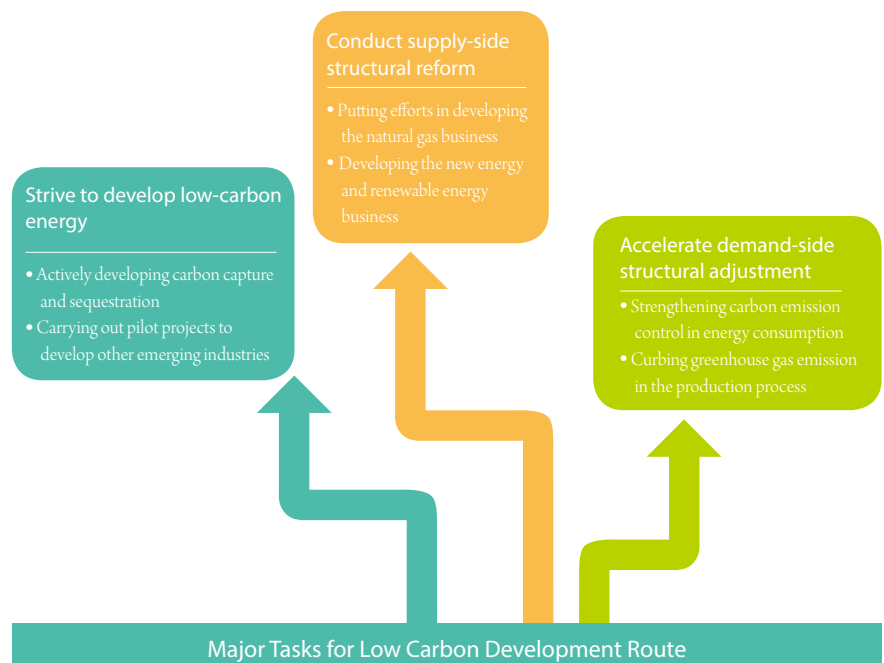 Conduct supply-side
structural reform
• Putting efforts in developing
the natural gas business
• Developing the new energy
and renewable energy
business
Strive to develop low-carbon
energy
• Actively developing carbon capture
and sequestration
• Carrying out pilot projects to
develop other emerging industries
Accelerate demand-side
structural adjustment
• Strengthening carbon emission
control in energy consumption
• Curbing greenhouse gas emission
in the production process
Major Tasks for Low Carbon Development Route